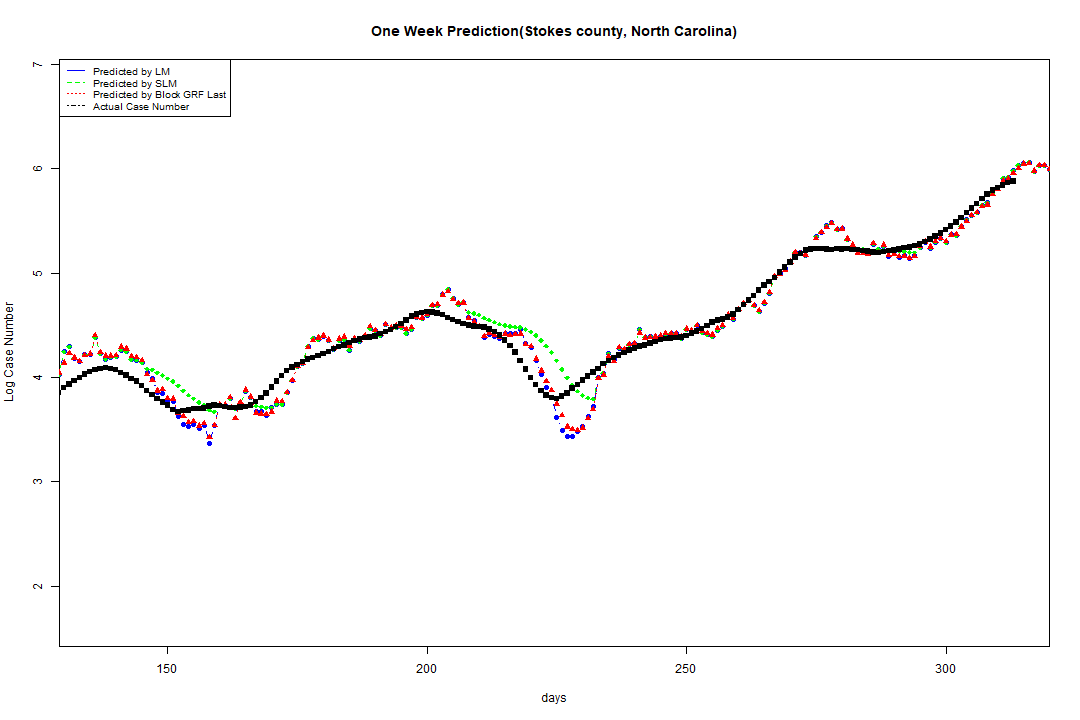 One Week Prediction(Stokes county, North Carolina)
Predicted by LM
Predicted by SLM
Predicted by Block GRF Last
Actual Case Number
Log Case Number
7
6
5
4
3
2
150 200 250 300
days